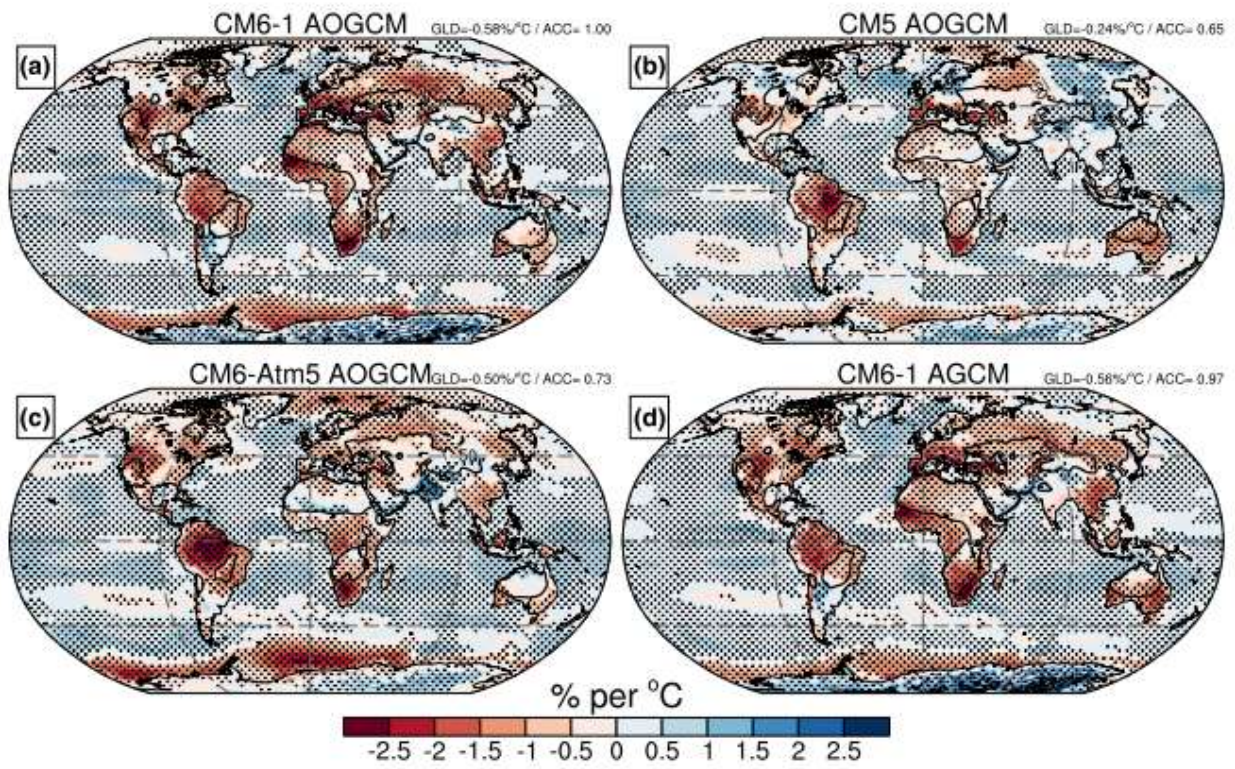 CM6-1 AOGCM GLD=-0.58%/°C / ACC= 1.00
(a)
CM5 AOGCM GLD=-0.24%/°C / ACC= 0.65
(b)
CM6-Atm5 AOGCM GLD=-0.50%/°C / ACC= 0.73
(c)
CM6-1 AGCM GLD=-0.56%/°C / ACC= 0.97
(d)
% per °C
-2.5 -2 -1.5 -1 -0.5 0 0.5 1 1.5 2 2.5